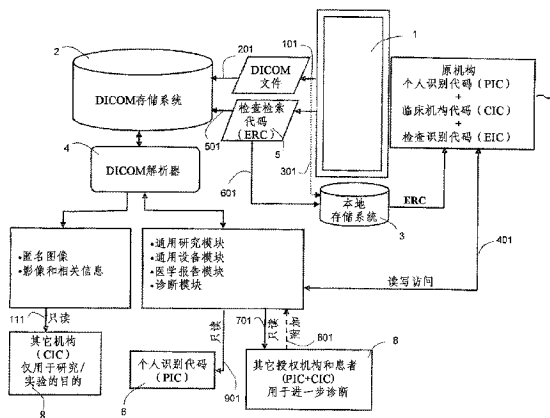 2
201
101
1
DICOM
文件
DICOM存储系统
检查检索
代码
(ERC)
5
501
原机构
个人识别代码(PIC)
+
临床机构代码(CIC)
+
检查识别代码(EIC)
4
DICOM解析器
601
301
ERC
本地
存储系统
3
401
•匿名图像
•影像和相关信息
•通用研究模块
•通用设备模块
•医学报告模块
•诊断模块
读写访问
111
只读
只读
701
只读
附加
801
其它机构
(CIC)
仅用于研究/
实验的目的
个人识别代码
(PIC)
901
其它授权机构和患者
(PIC+CIC)
用于进一步诊断
8